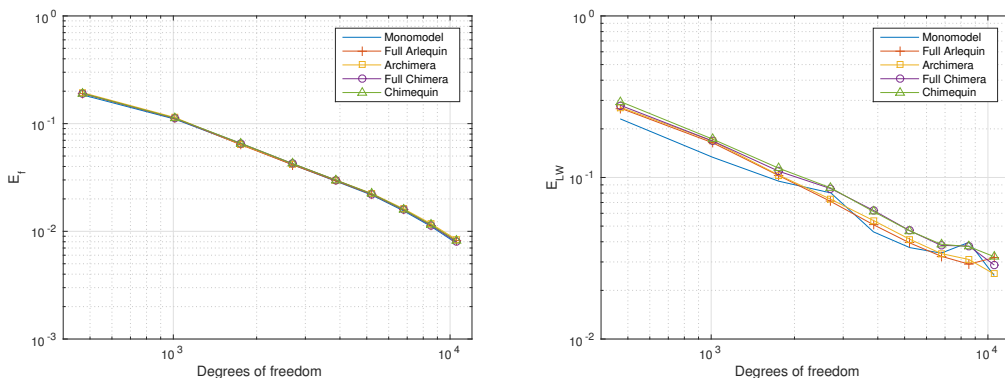 10^0
10^-1
10^-2
10^-3
E_f
10^3
10^4
Degrees of freedom
Monomodel
Full Arlequin
Archimera
Full Chimera
Chimequin
10^0
10^-1
10^-2
E_LW
10^3
10^4
Degrees of freedom
Monomodel
Full Arlequin
Archimera
Full Chimera
Chimequin